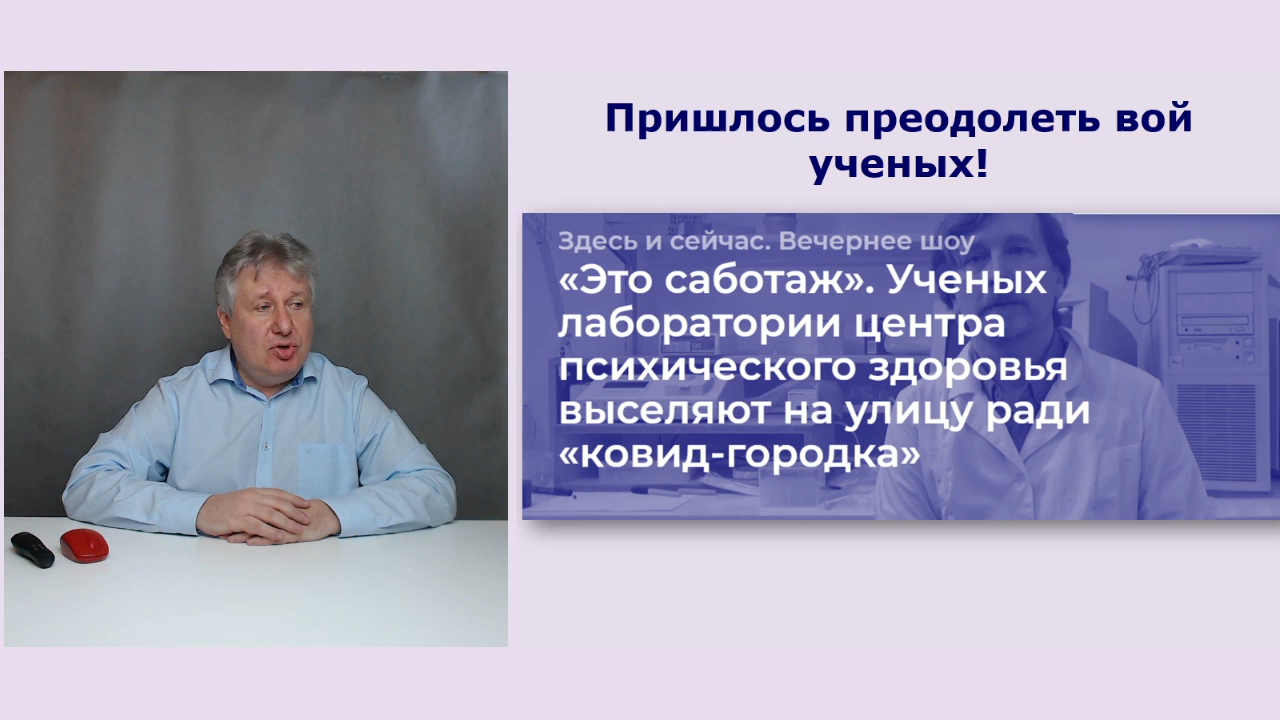 Пришлось преодолеть вой
ученых!
Здесь и сейчас. Вечернее шоу
«Это саботаж». Ученых
лаборатории центра
психического здоровья
выселяют на улицу ради
«ковид-городка»